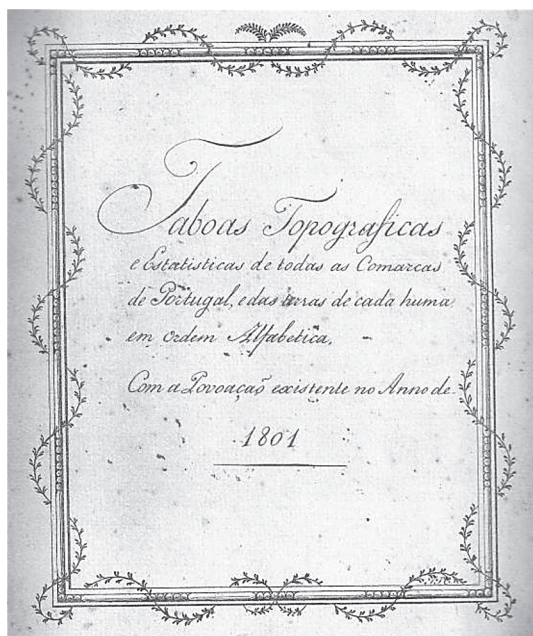 Taboas Topograficas
e Estatisticas de todas as Comarcas
de Portugal, e das terras de cada huma
em ordem Alfabetica.
Com a Povoação existente no Anno de
1801